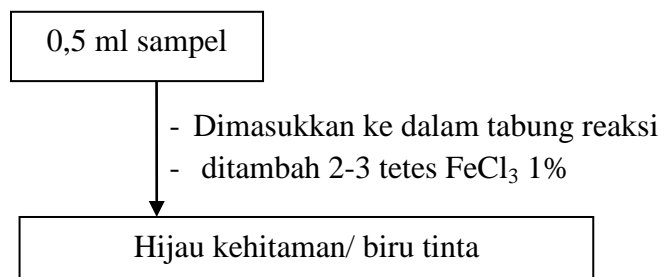 0,5 ml sampel
- Dimasukkan ke dalam tabung reaksi
- ditambah 2-3 tetes FeCl₃ 1%
Hijau kehitaman/ biru tinta